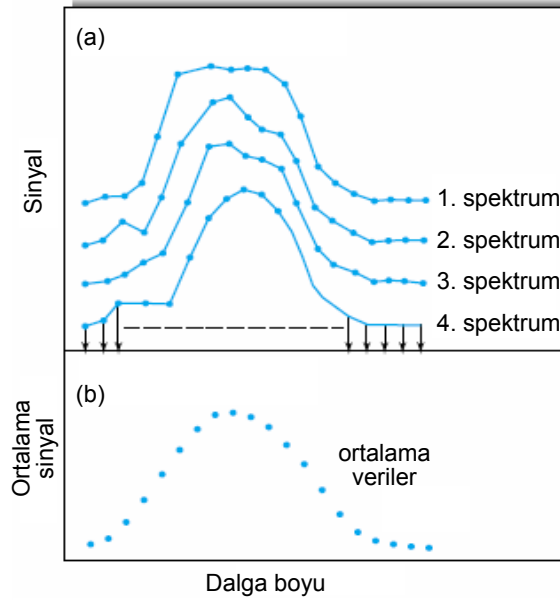 (a)
Sinyal
1. spektrum
2. spektrum
3. spektrum
4. spektrum
(b)
Ortalama
sinyal
ortalama
veriler
Dalga boyu